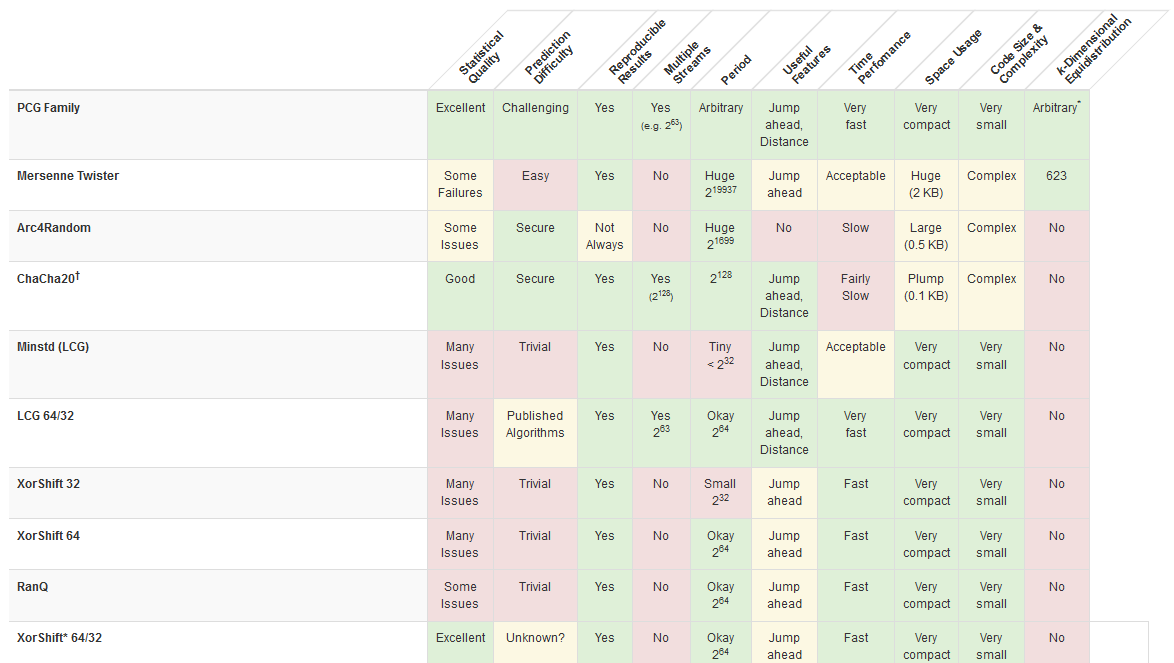 Statistical Quality
Prediction Difficulty
Reproducible Results
Multiple Streams
Period
Useful Features
Time Perfomance
Space Usage
Code Size & Complexity
k-Dimensional Equidistribution
PCG Family Excellent Challenging Yes Yes (e.g. 2^63) Arbitrary Jump ahead, Distance Very fast Very compact Very small Arbitrary*
Mersenne Twister Some Failures Easy Yes No Huge 2^19937 Jump ahead Acceptable Huge (2 KB) Complex 623
Arc4Random Some Issues Secure Not Always No Huge 2^1699 No Slow Large (0.5 KB) Complex No
ChaCha20† Good Secure Yes Yes (2^128) 2^128 Jump ahead, Distance Fairly Slow Plump (0.1 KB) Complex No
Minstd (LCG) Many Issues Trivial Yes No Tiny < 2^32 Jump ahead, Distance Acceptable Very compact Very small No
LCG 64/32 Many Issues Published Algorithms Yes Yes 2^63 Okay 2^64 Jump ahead, Distance Very fast Very compact Very small No
XorShift 32 Many Issues Trivial Yes No Small 2^32 Jump ahead Fast Very compact Very small No
XorShift 64 Many Issues Trivial Yes No Okay 2^64 Jump ahead Fast Very compact Very small No
RanQ Some Issues Trivial Yes No Okay 2^64 Jump ahead Fast Very compact Very small No
XorShift* 64/32 Excellent Unknown? Yes No Okay 2^64 Jump ahead Fast Very compact Very small No